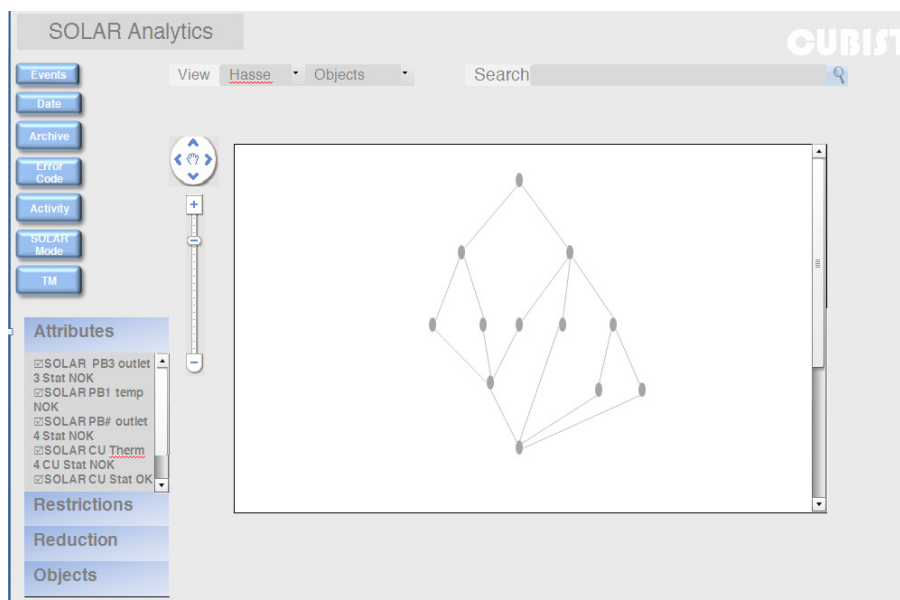 SOLAR Analytics
CUBIST
Events
View Hasse Objects
Search
Date
Archive
Error
Code
Activity
SOLAR
Mode
TM
Attributes
SOLAR PB3 outlet
3 Stat NOK
SOLAR PB1 temp
NOK
SOLAR PB# outlet
4 Stat NOK
SOLAR CU Therm
4 CU Stat NOK
SOLAR CU Stat OK
Restrictions
Reduction
Objects